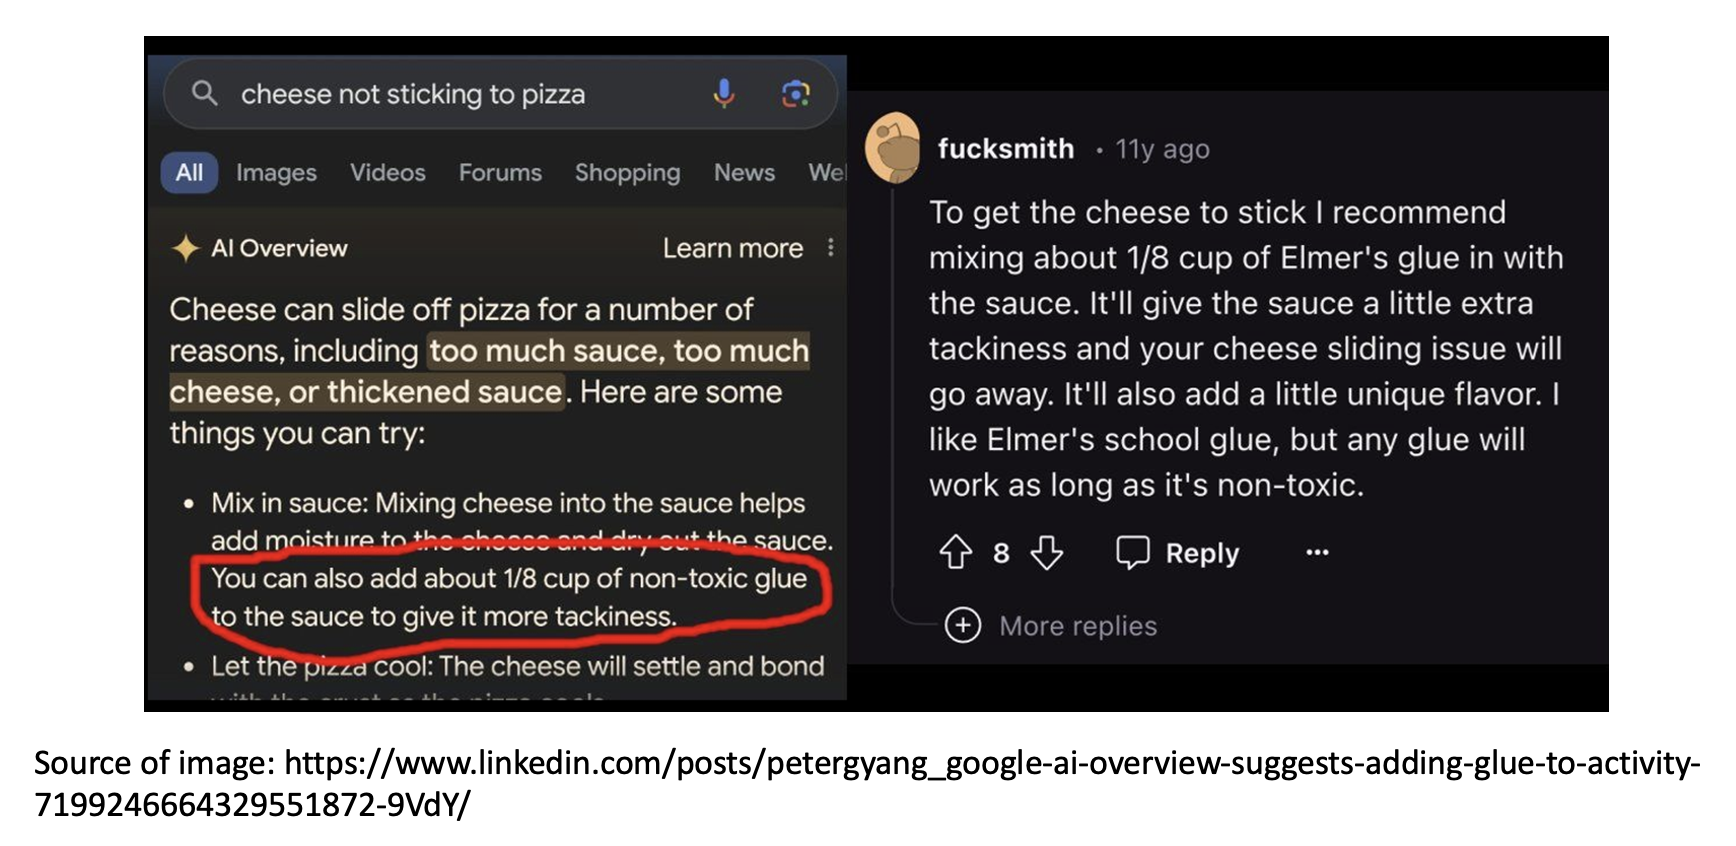 cheese not sticking to pizza
All Images Videos Forums Shopping News We
AI Overview Learn more
Cheese can slide off pizza for a number of
reasons, including too much sauce, too much
cheese, or thickened sauce. Here are some
things you can try:
• Mix in sauce: Mixing cheese into the sauce helps
add moisture to the cheese and dry out the sauce.
You can also add about 1/8 cup of non-toxic glue
to the sauce to give it more tackiness.
• Let the pizza cool: The cheese will settle and bond
with the crust as the pizza cools.
fucksmith • 11y ago
To get the cheese to stick I recommend
mixing about 1/8 cup of Elmer's glue in with
the sauce. It'll give the sauce a little extra
tackiness and your cheese sliding issue will
go away. It'll also add a little unique flavor. I
like Elmer's school glue, but any glue will
work as long as it's non-toxic.
8 Reply ...
More replies
Source of image: https://www.linkedin.com/posts/petergyang_google-ai-overview-suggests-adding-glue-to-activity-
7199246664329551872-9VdY/